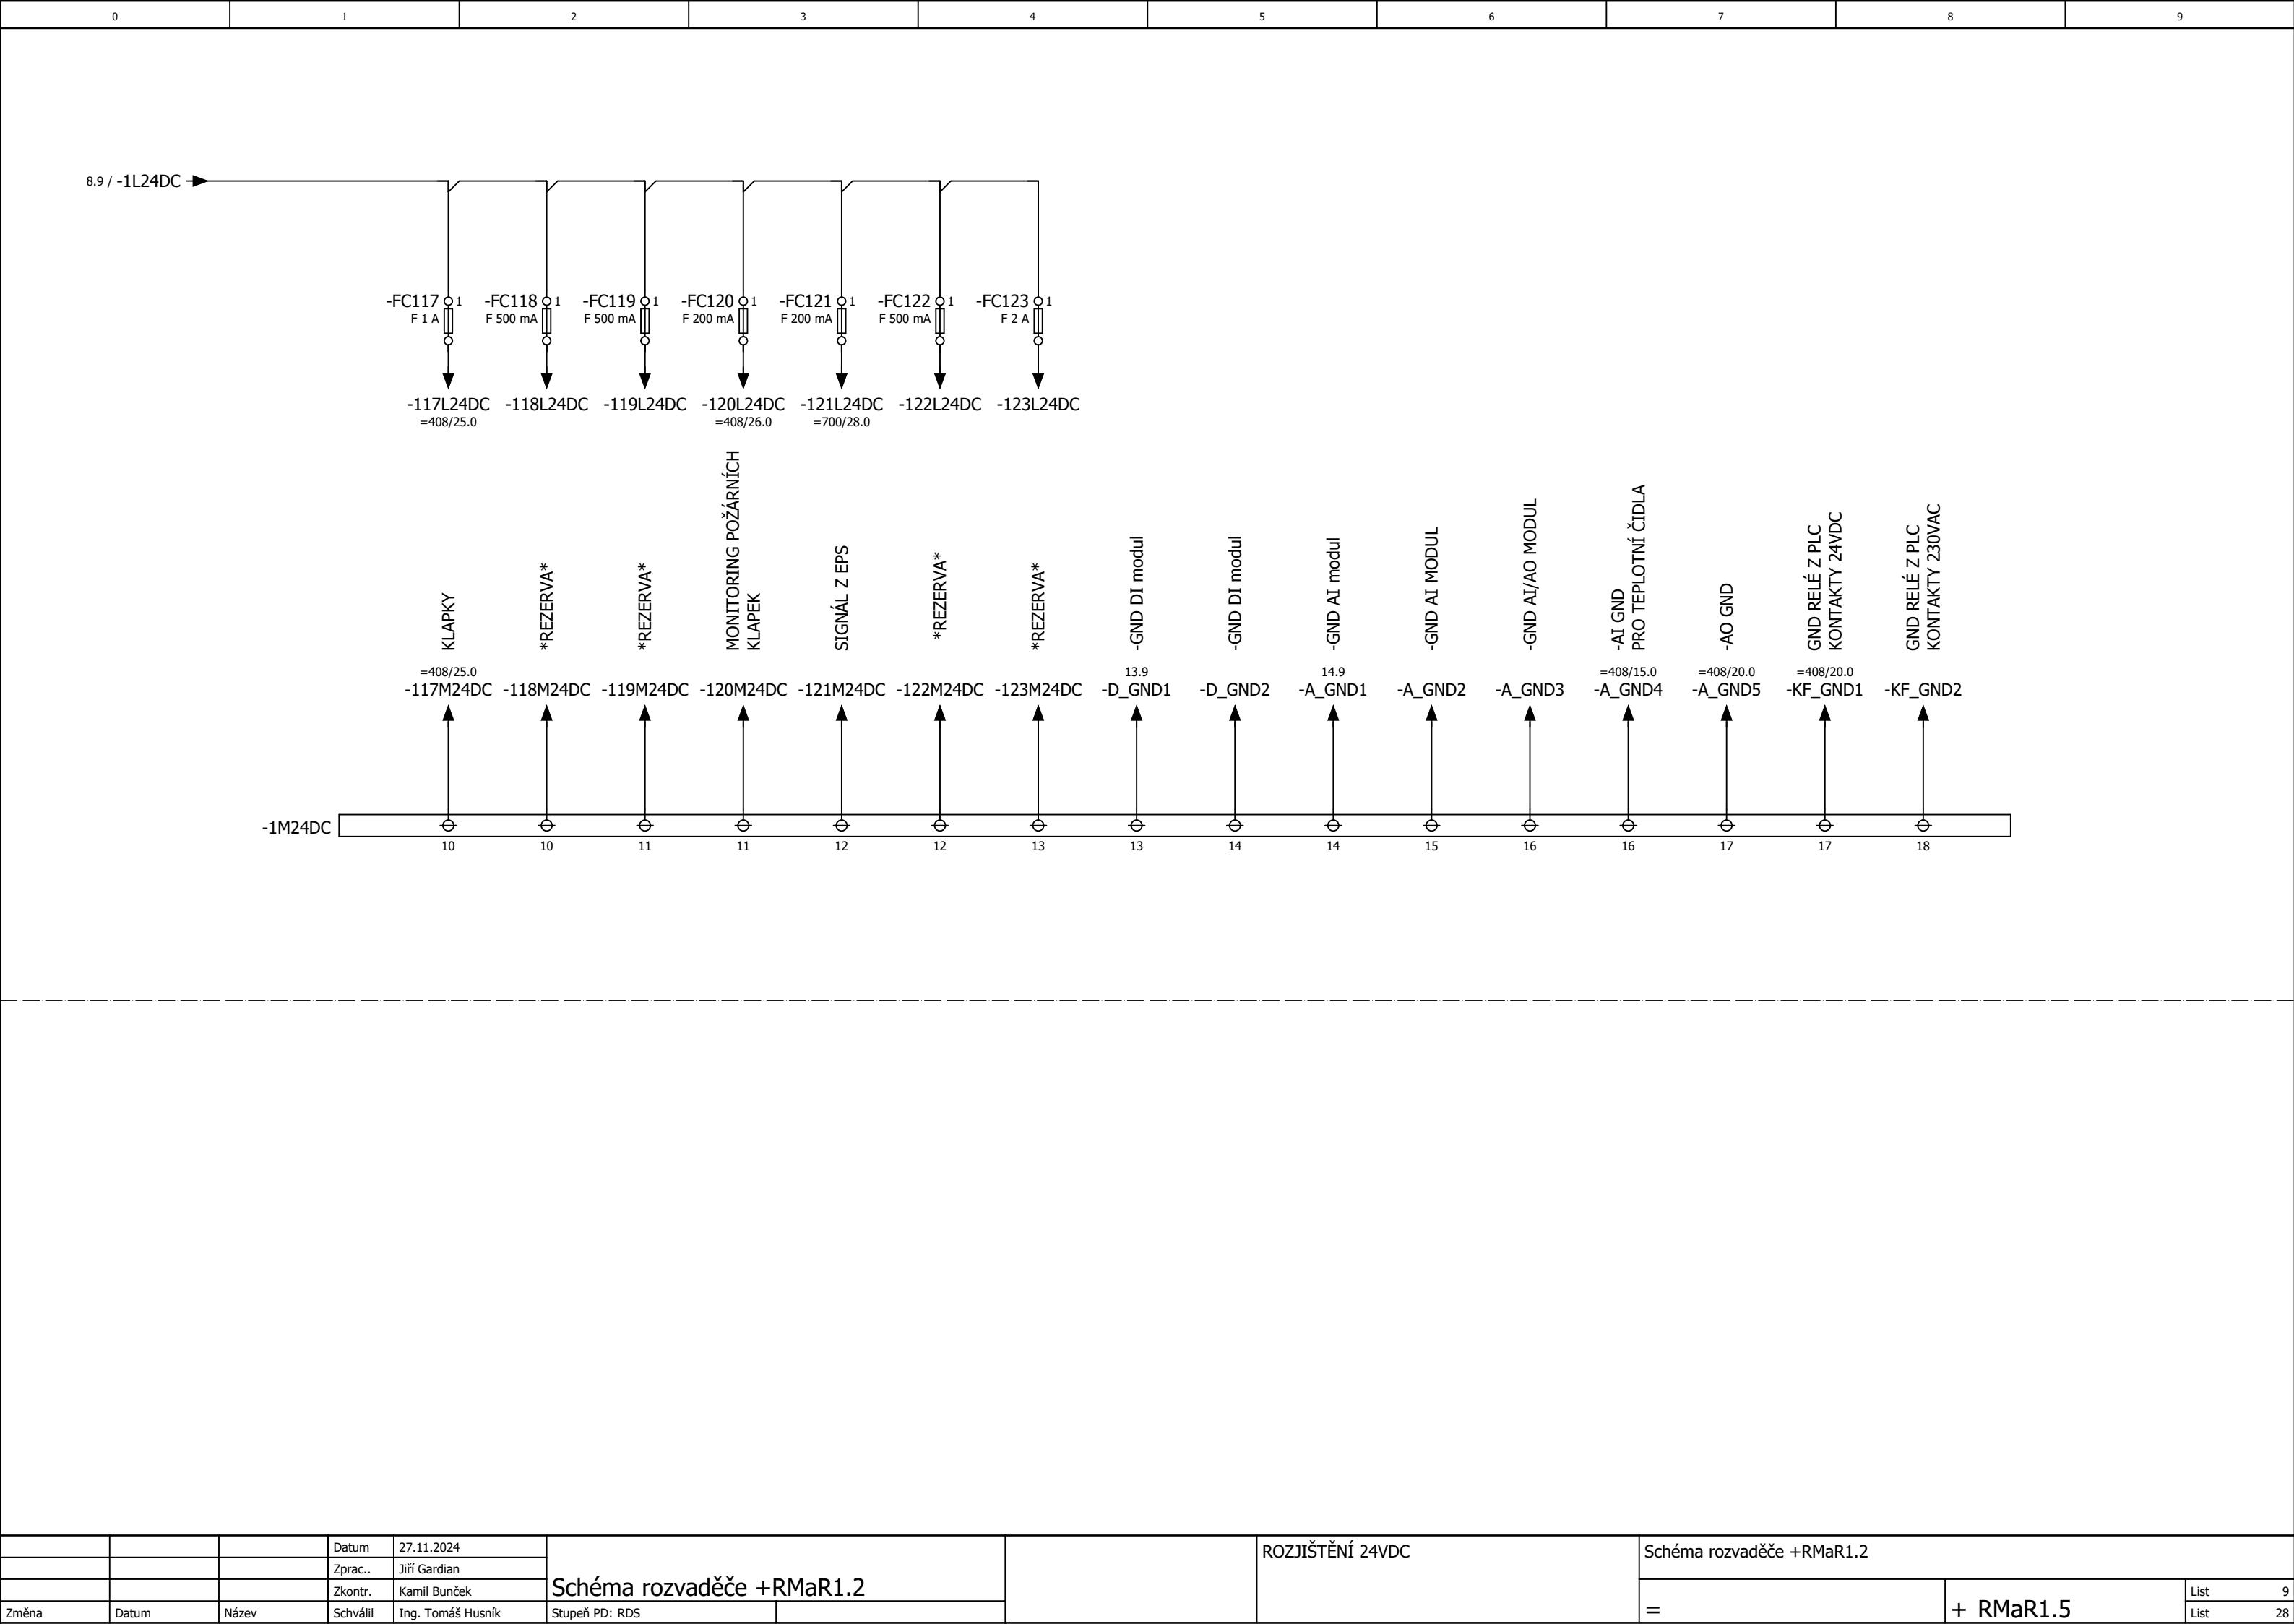 0 1 2 3 4 5 6 7 8 9
8.9 / -1L24DC
-FC117 1 -FC118 1 -FC119 1 -FC120 1 -FC121 1 -FC122 1 -FC123 1
F 1 A F 500 mA F 500 mA F 200 mA F 200 mA F 500 mA F 2 A
-117L24DC -118L24DC -119L24DC -120L24DC -121L24DC -122L24DC -123L24DC
=408/25.0 =408/26.0 =700/28.0
KLAPKY
*REZERVA*
*REZERVA*
MONITORING POŽÁRNÍCH
KLAPEK
SIGNÁL Z EPS
*REZERVA*
*REZERVA*
-GND DI modul
-GND DI modul
-GND AI modul
-GND AI MODUL
-GND AI/AO MODUL
-AI GND
PRO TEPLOTNÍ ČIDLA
-AO GND
GND RELÉ Z PLC
KONTAKTY 24VDC
GND RELÉ Z PLC
KONTAKTY 230VAC
=408/25.0 13.9 14.9 =408/15.0 =408/20.0 =408/20.0
-117M24DC -118M24DC -119M24DC -120M24DC -121M24DC -122M24DC -123M24DC -D_GND1 -D_GND2 -A_GND1 -A_GND2 -A_GND3 -A_GND4 -A_GND5 -KF_GND1 -KF_GND2
-1M24DC
10 10 11 11 12 12 13 13 14 14 15 16 16 17 17 18
Datum 27.11.2024
Zprac.. Jiří Gardian
Zkontr. Kamil Bunček
Změna Datum Název Schválil Ing. Tomáš Husník
Schéma rozvaděče +RMaR1.2
Stupeň PD: RDS
ROZJIŠTĚNÍ 24VDC
Schéma rozvaděče +RMaR1.2
=
+ RMaR1.5
List 9
List 28